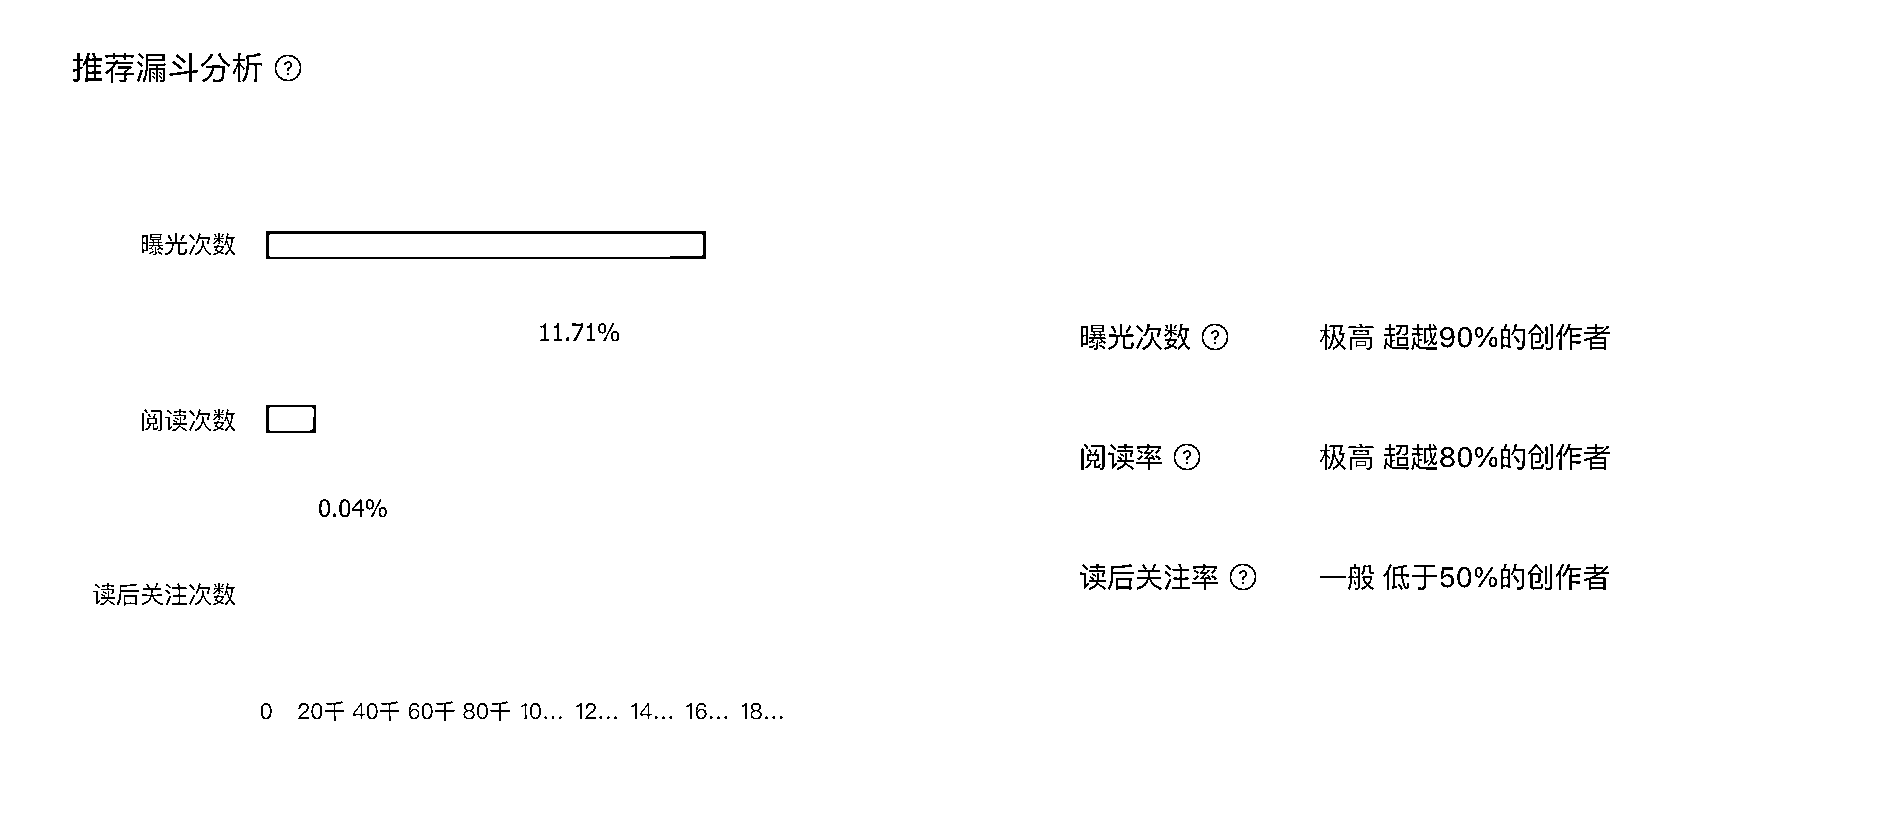 推荐漏斗分析 ?
曝光次数
11.71%
阅读次数
0.04%
读后关注次数
0 20千 40千 60千 80千 10... 12... 14... 16... 18...
曝光次数 ? 极高 超越90%的创作者
阅读率 ? 极高 超越80%的创作者
读后关注率 ? 一般 低于50%的创作者